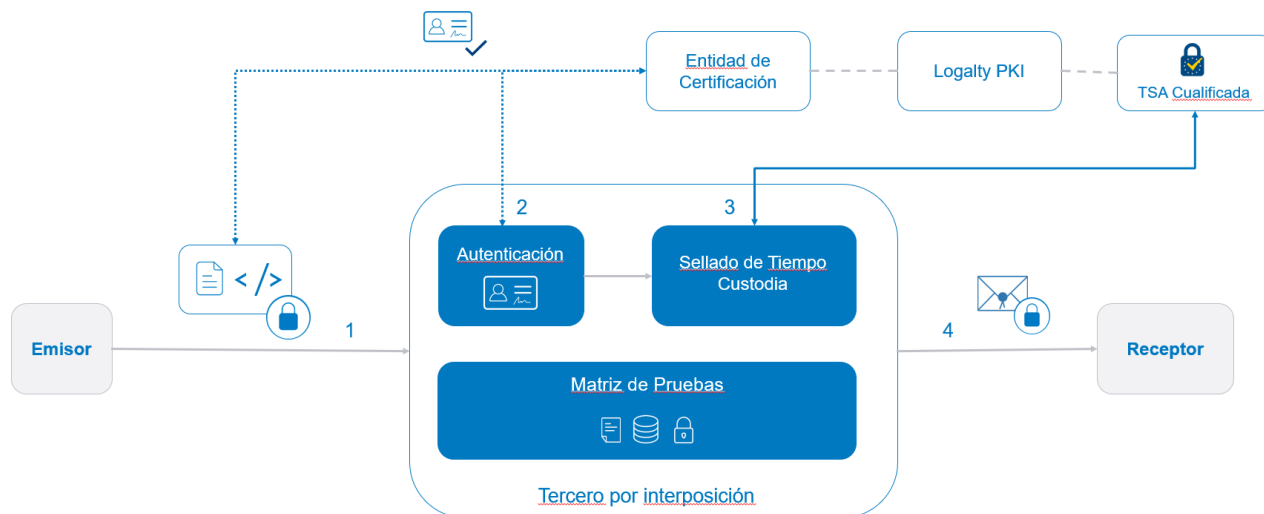 Entidad de
Certificación
Logalty PKI
TSA Cualificada
2
3
Autenticación
Sellado de Tiempo
Custodia
</>
1
4
Emisor
Receptor
Matriz de Pruebas
Tercero por interposición